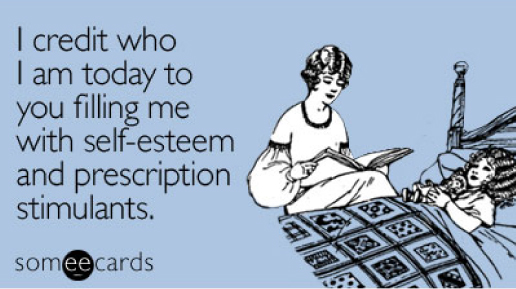 I credit who
I am today to
you filling me
with self-esteem
and prescription
stimulants.
someecards